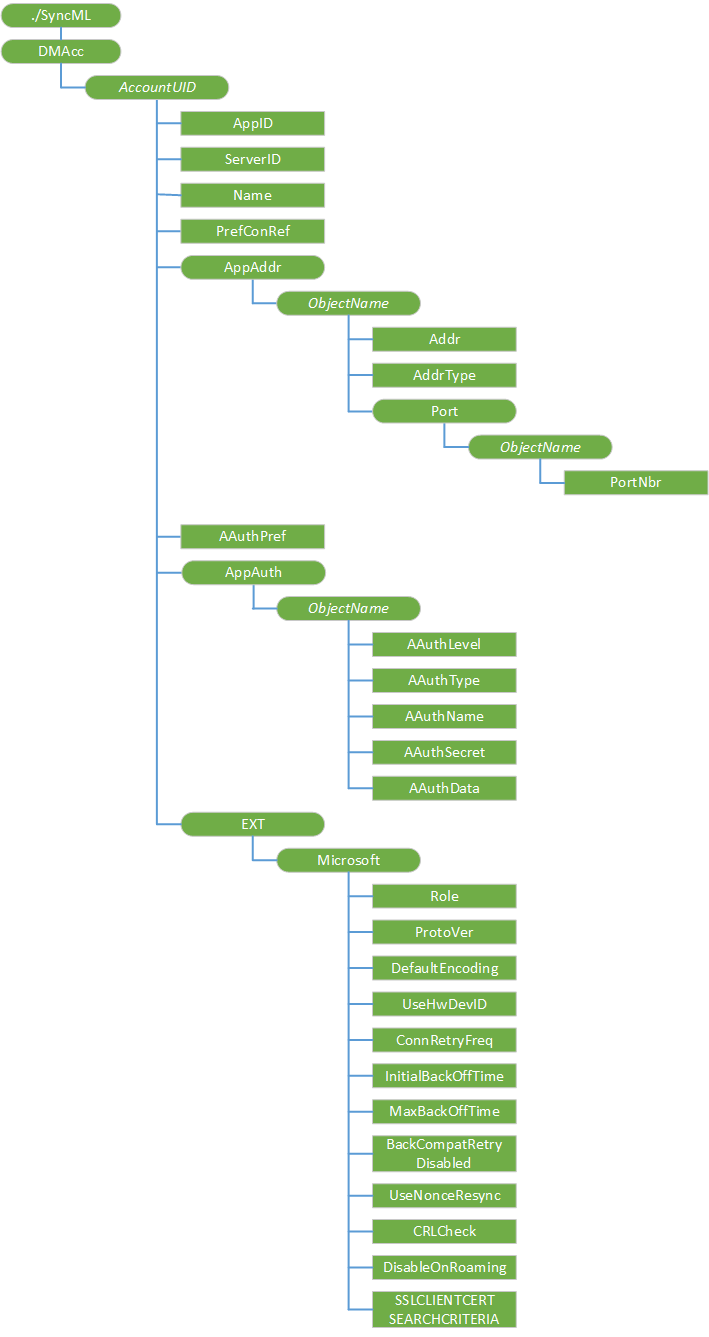 ./SyncML
DMAcc
AccountUID
AppID
ServerID
Name
PrefConRef
AppAddr
ObjectName
Addr
AddrType
Port
ObjectName
PortNbr
AAuthPref
AppAuth
ObjectName
AAuthLevel
AAuthType
AAuthName
AAuthSecret
AAuthData
EXT
Microsoft
Role
ProtoVer
DefaultEncoding
UseHwDevID
ConnRetryFreq
InitialBackOffTime
MaxBackOffTime
BackCompatRetry
Disabled
UseNonceResync
CRLCheck
DisableOnRoaming
SSLCLIENTCERT
SEARCHCRITERIA